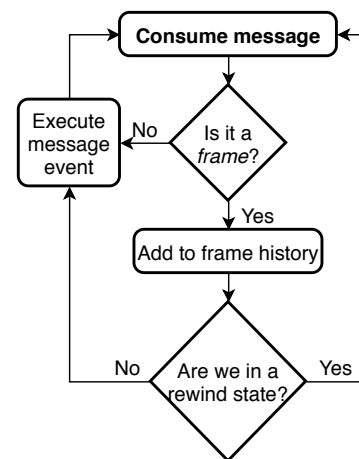 Consume message
Execute
message
event
No
Is it a
frame?
Yes
Add to frame history
No
Are we in a
rewind state?
Yes